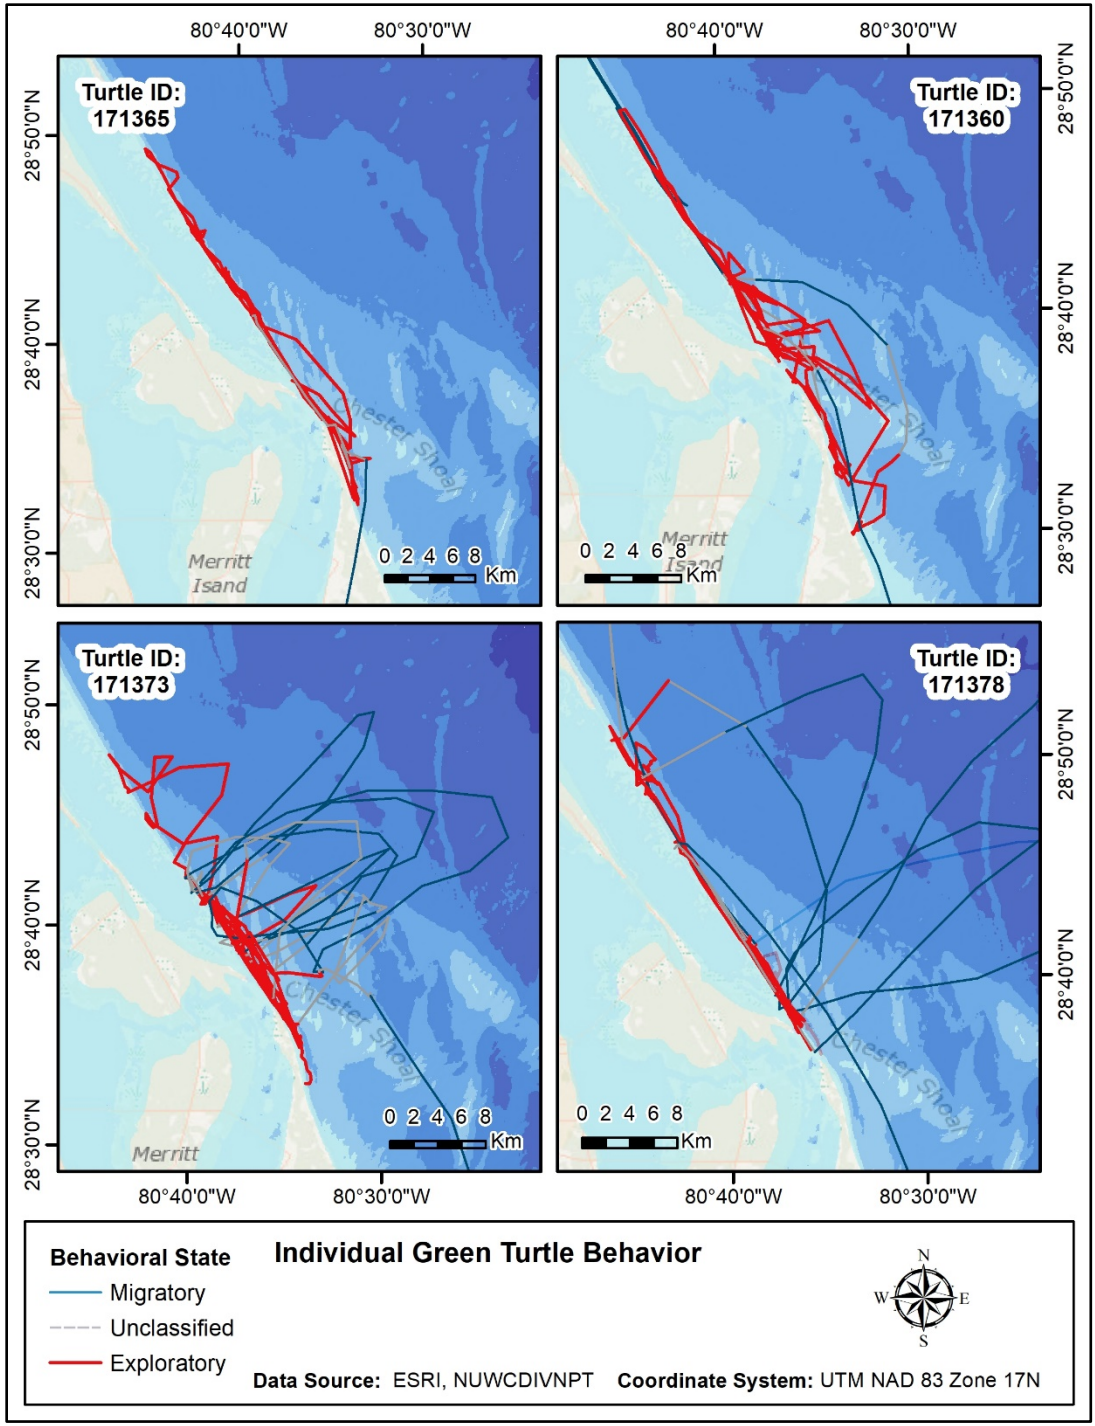 80°40'0"W 80°30'0"W 80°40'0"W 80°30'0"W
Turtle ID:
171365
28°50'0"N
28°40'0"N
28°30'0"N
Chester Shoal
Merritt
Isand
0 2 4 6 8
Km
Turtle ID:
171360
28°50'0"N
28°40'0"N
28°30'0"N
Chester Shoal
Merritt
Isand
0 2 4 6 8
Km
Turtle ID:
171373
28°50'0"N
28°40'0"N
28°30'0"N
Chester Shoal
Merritt
0 2 4 6 8
Km
Turtle ID:
171378
28°50'0"N
28°40'0"N
Chester Shoal
0 2 4 6 8
Km
80°40'0"W 80°30'0"W 80°40'0"W 80°30'0"W
Behavioral State
Individual Green Turtle Behavior
Migratory
Unclassified
Exploratory
N
W E
S
Data Source: ESRI, NUWCDIVNPT Coordinate System: UTM NAD 83 Zone 17N